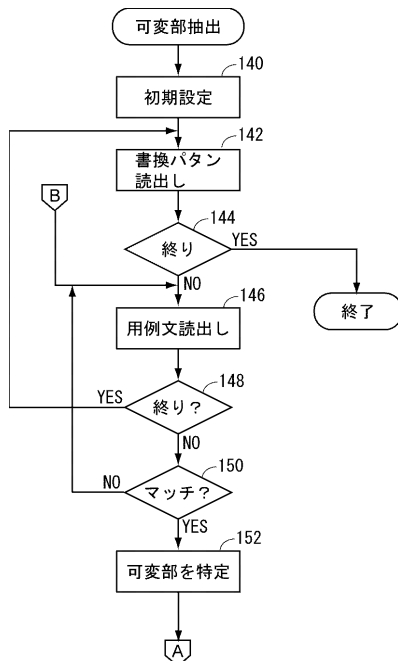 可変部抽出
140
初期設定
142
書換パタン
読出し
B
144
終り
YES
NO
146
終了
用例文読出し
148
YES
終り?
NO
150
NO
マッチ?
YES
152
可変部を特定
A